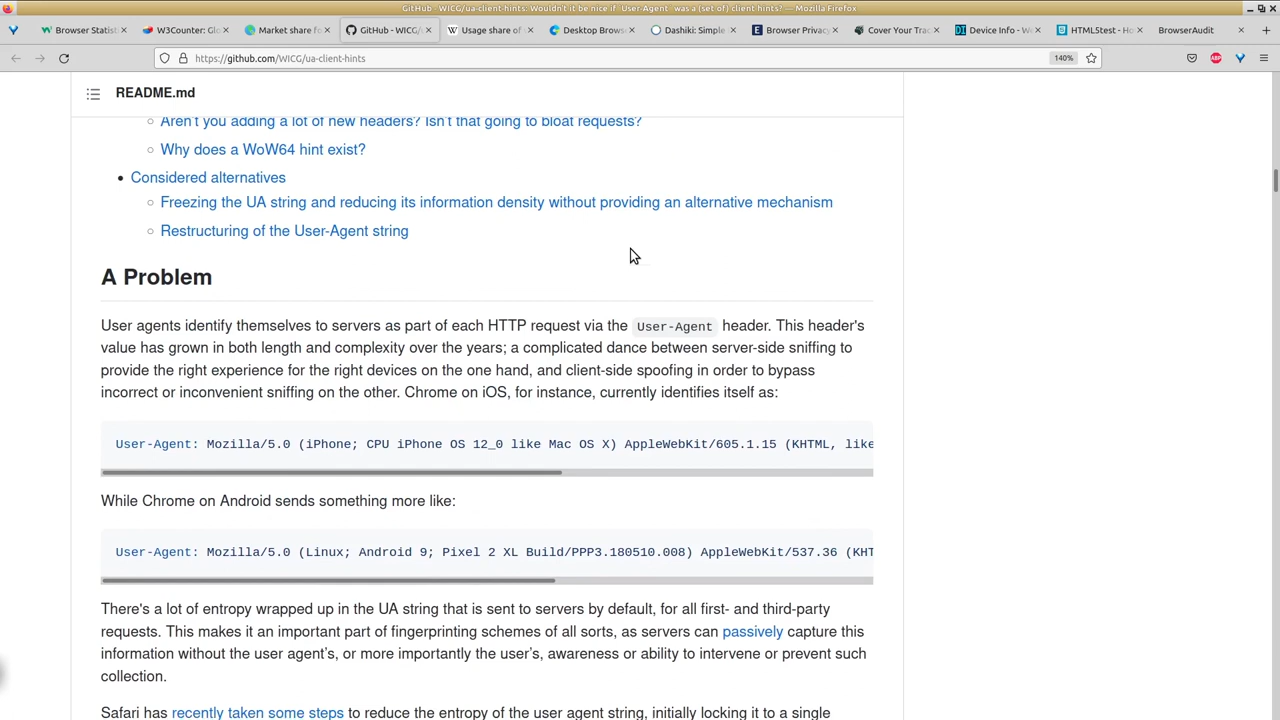 GitHub - WICG/ua-client-hints: Wouldn't it be nice if `User-Agent` was a (set of) client hints? — Mozilla Firefox
Browser Statis
W3Counter: Glo
Market share fo
GitHub - WICG/
Usage share of
Desktop Browse
Dashiki: Simple
Browser Privac
Cover Your Tra
Device Info - We
HTML5test - Ho
BrowserAudit
https://github.com/WICG/ua-client-hints
140%
ABP
README.md
Aren't you adding a lot of new headers? Isn't that going to bloat requests?
Why does a WoW64 hint exist?
Considered alternatives
Freezing the UA string and reducing its information density without providing an alternative mechanism
Restructuring of the User-Agent string
A Problem
User agents identify themselves to servers as part of each HTTP request via the User-Agent header. This header's
value has grown in both length and complexity over the years; a complicated dance between server-side sniffing to
provide the right experience for the right devices on the one hand, and client-side spoofing in order to bypass
incorrect or inconvenient sniffing on the other. Chrome on iOS, for instance, currently identifies itself as:
User-Agent: Mozilla/5.0 (iPhone; CPU iPhone OS 12_0 like Mac OS X) AppleWebKit/605.1.15 (KHTML, like
While Chrome on Android sends something more like:
User-Agent: Mozilla/5.0 (Linux; Android 9; Pixel 2 XL Build/PPP3.180510.008) AppleWebKit/537.36 (KHT
There's a lot of entropy wrapped up in the UA string that is sent to servers by default, for all first- and third-party
requests. This makes it an important part of fingerprinting schemes of all sorts, as servers can passively capture this
information without the user agent's, or more importantly the user's, awareness or ability to intervene or prevent such
collection.
Safari has recently taken some steps to reduce the entropy of the user agent string, initially locking it to a single